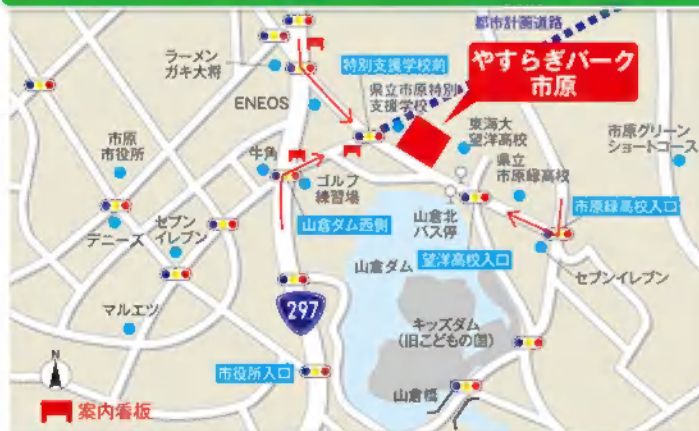 都市計画道路
ラーメン
ガキ大将
特別支援学校前
やすらぎパーク
市原
県立市原特別
支援学校
ENEOS
東海大
望洋高校
市原グリーン
ショートコース
市原
市役所
牛角
県立
市原緑高校
ゴルフ
練習場
市原緑高校入口
山倉ダム西側
山倉北
バス停
デニーズ
セブン
イレブン
山倉ダム
望洋高校入口
セブンイレブン
マルエツ
297
キッズダム
(旧こどもの国)
N
市役所入口
山倉橋
案内看板